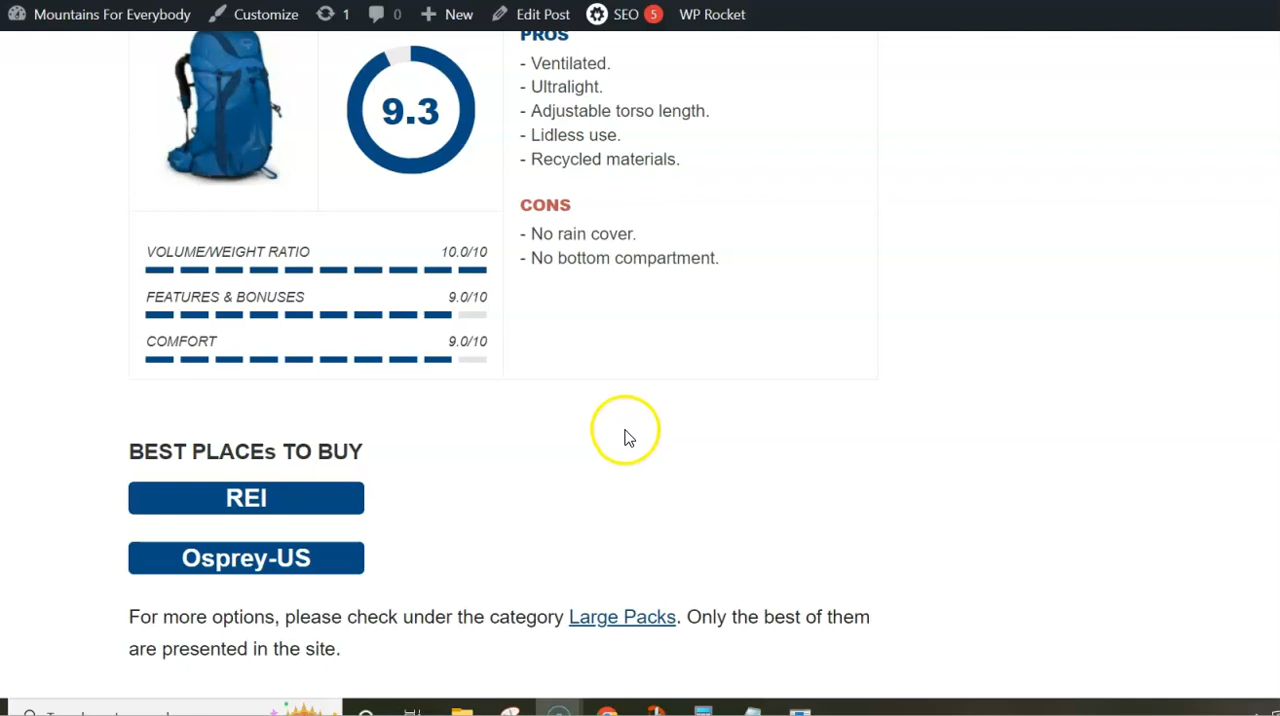 Mountains For Everybody Customize 1 0 New Edit Post SEO 5 WP Rocket
PROS
- Ventilated.
- Ultralight.
9.3
- Adjustable torso length.
- Lidless use.
- Recycled materials.
CONS
- No rain cover.
- No bottom compartment.
VOLUME/WEIGHT RATIO 10.0/10
FEATURES & BONUSES 9.0/10
COMFORT 9.0/10
BEST PLACEs TO BUY
REI
Osprey-US
For more options, please check under the category Large Packs. Only the best of them
are presented in the site.